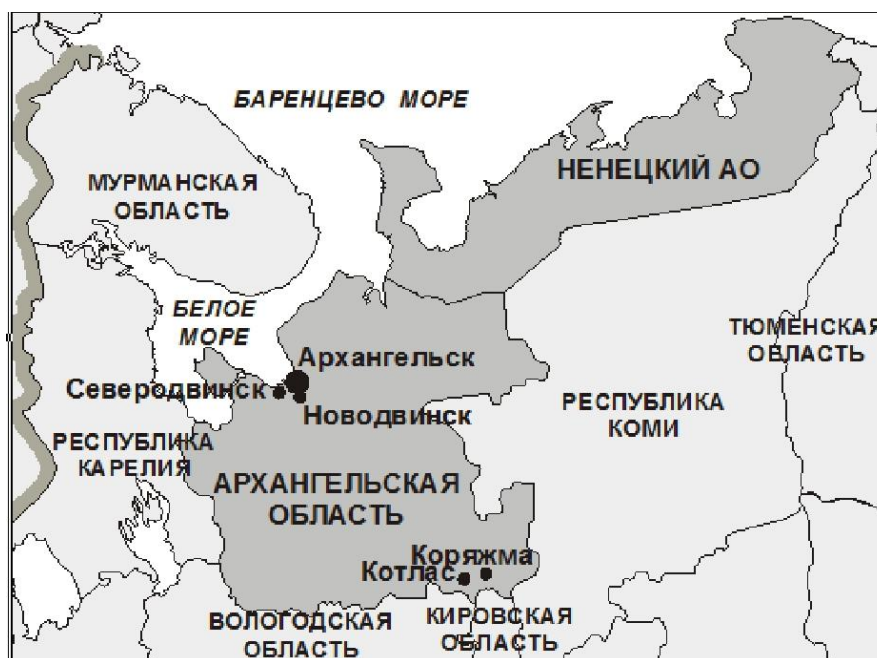 БАРЕНЦЕВО МОРЕ
НЕНЕЦКИЙ АО
МУРМАНСКАЯ
ОБЛАСТЬ
БЕЛОЕ
МОРЕ
ТЮМЕНСКАЯ
ОБЛАСТЬ
Архангельск
Северодвинск
Новодвинск
РЕСПУБЛИКА
КОМИ
РЕСПУБЛИКА
КАРЕЛИЯ
АРХАНГЕЛЬСКАЯ
ОБЛАСТЬ
Коряжма
Котлас
ВОЛОГОДСКАЯ
ОБЛАСТЬ
КИРОВСКАЯ
ОБЛАСТЬ